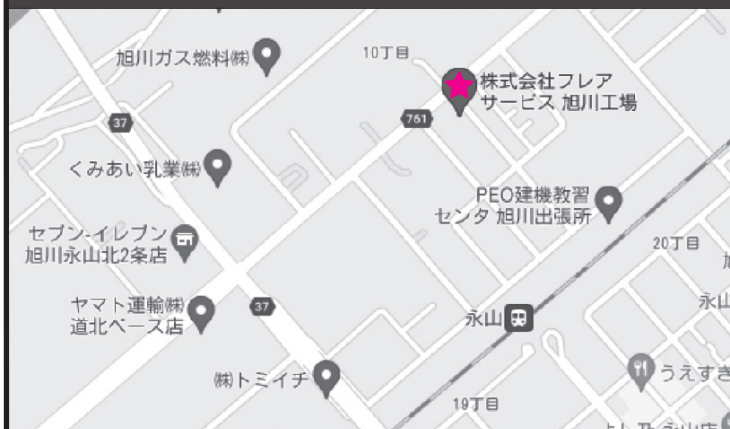 旭川ガス燃料㈱
10丁目
株式会社フレア
サービス 旭川工場
37
761
くみあい乳業㈱
PEO建機教習
センタ 旭川出張所
セブン-イレブン
旭川永山北2条店
20丁目
ヤマト運輸㈱
道北ベース店
37
永山
永山
㈱トミイチ
うえすき
19丁目